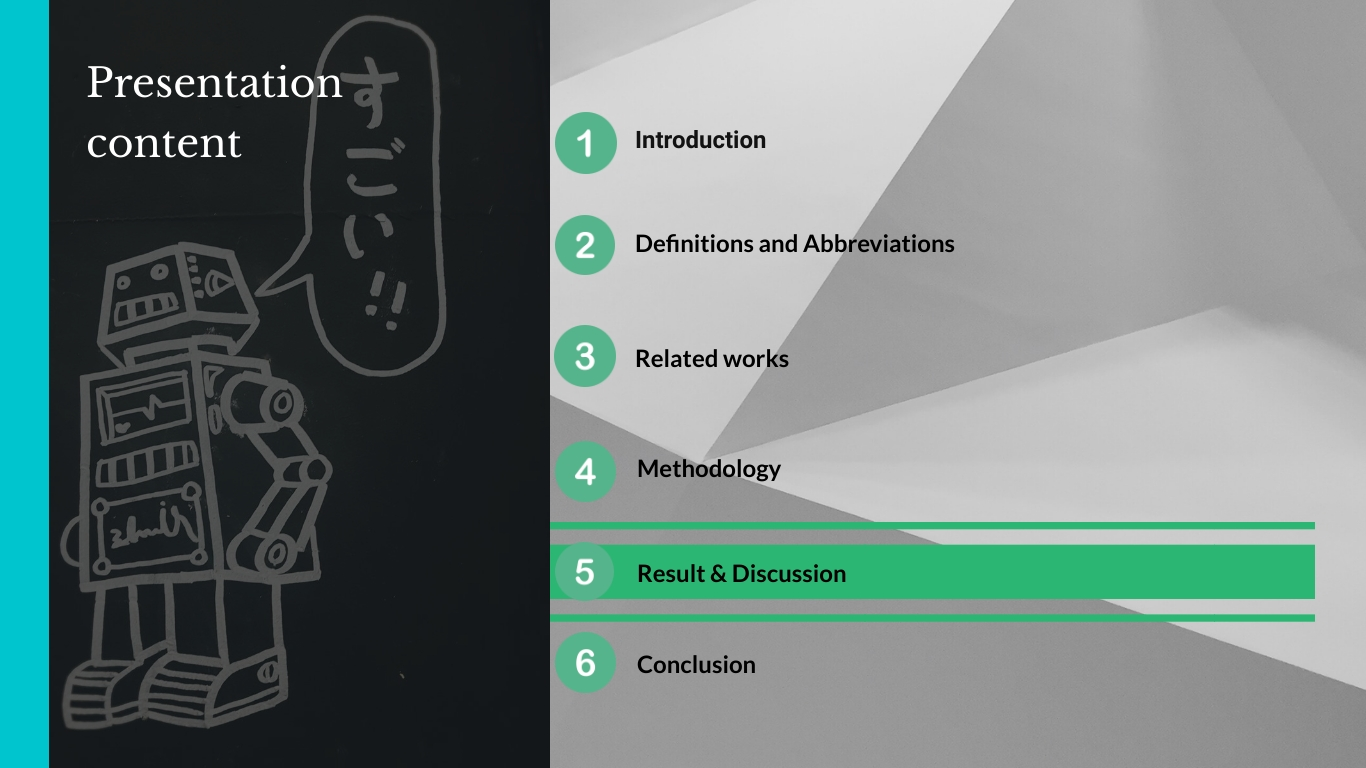 Presentation
content
すごい!!
1 Introduction
2 Definitions and Abbreviations
3 Related works
4 Methodology
5 Result & Discussion
6 Conclusion